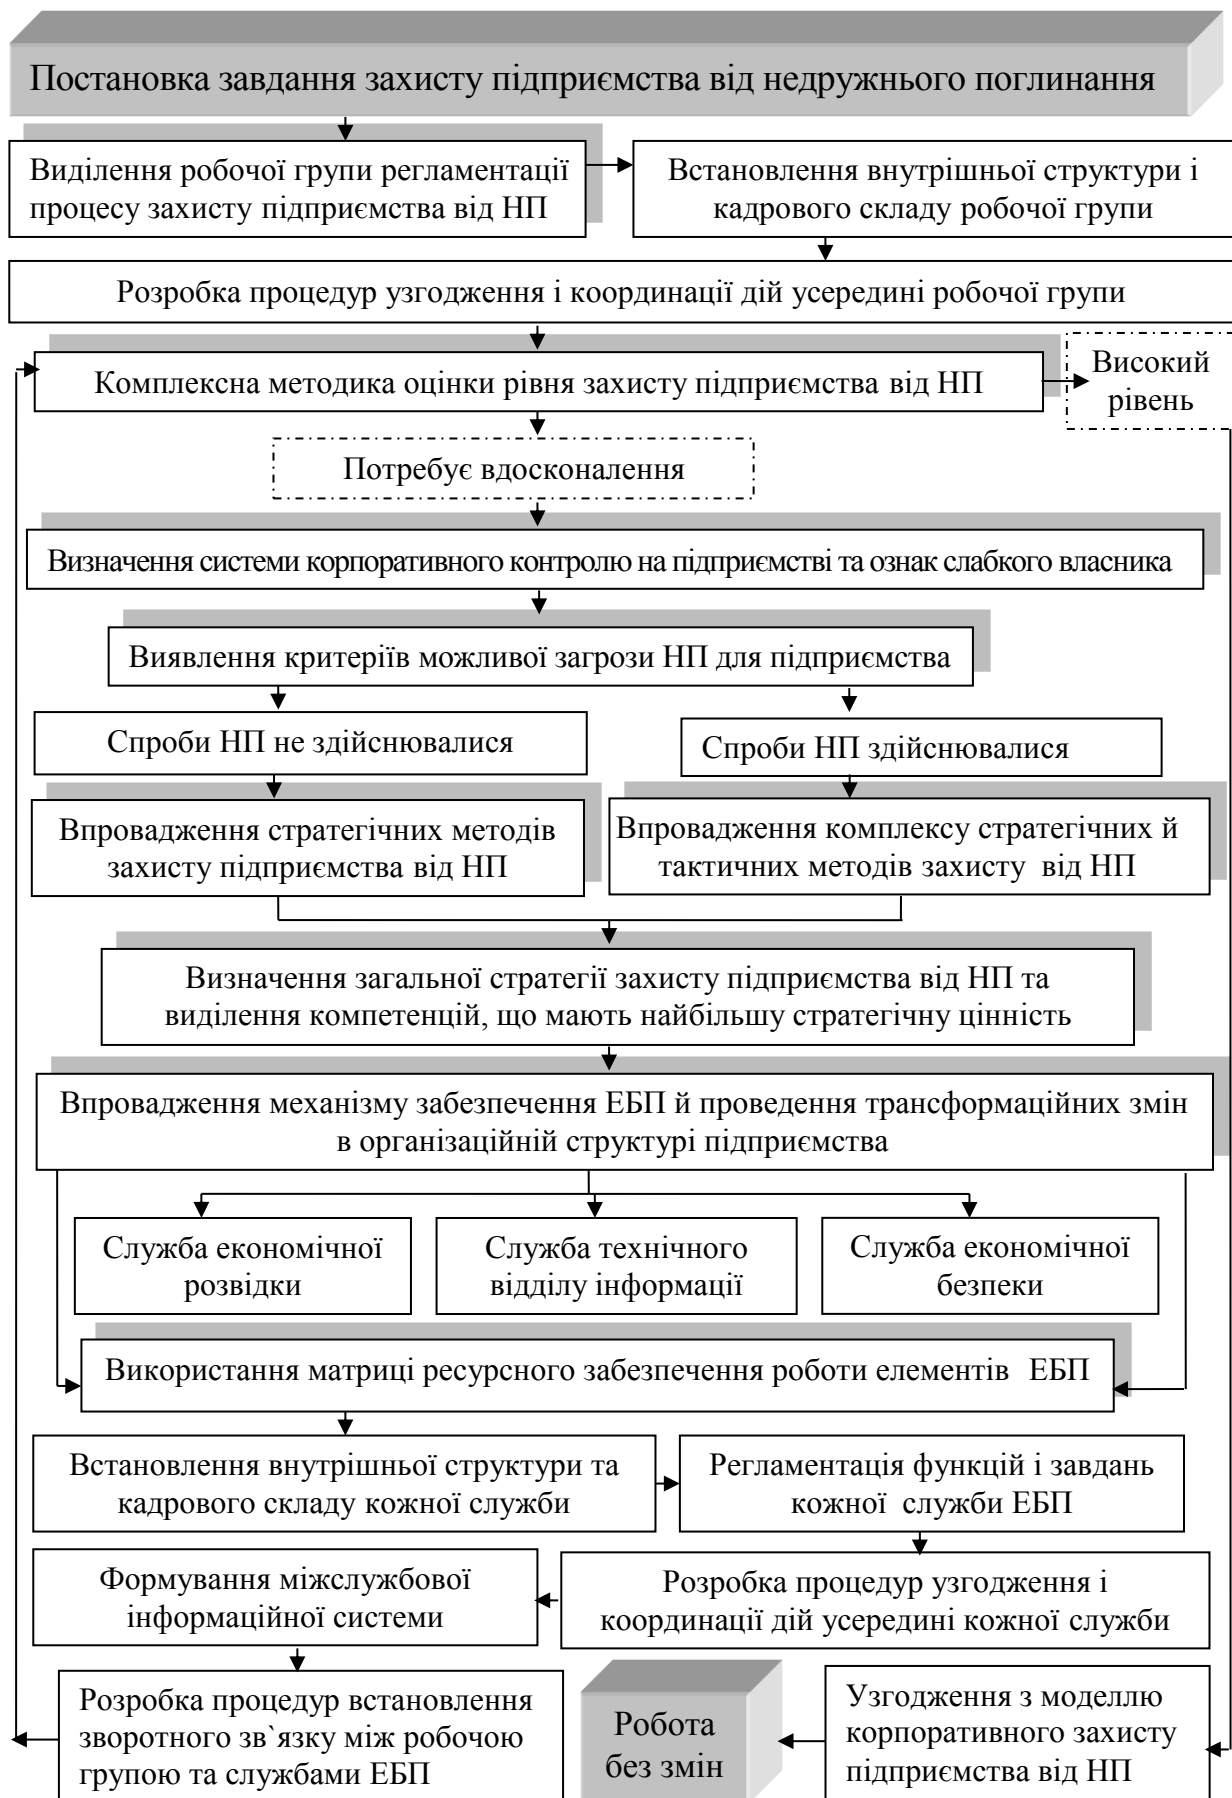 Постановка завдання захисту підприємства від недружнього поглинання
Виділення робочої групи регламентації
процесу захисту підприємства від НП
Встановлення внутрішньої структури і
кадрового складу робочої групи
Розробка процедур узгодження і координації дій усередині робочої групи
Комплексна методика оцінки рівня захисту підприємства від НП
Високий
рівень
Потребує вдосконалення
Визначення системи корпоративного контролю на підприємстві та ознак слабкого власника
Виявлення критеріїв можливої загрози НП для підприємства
Спроби НП не здійснювалися
Спроби НП здійснювалися
Впровадження стратегічних методів
захисту підприємства від НП
Впровадження комплексу стратегічних й
тактичних методів захисту від НП
Визначення загальної стратегії захисту підприємства від НП та
виділення компетенцій, що мають найбільшу стратегічну цінність
Впровадження механізму забезпечення ЕБП й проведення трансформаційних змін
в організаційній структурі підприємства
Служба економічної
розвідки
Служба технічного
відділу інформації
Служба економічної
безпеки
Використання матриці ресурсного забезпечення роботи елементів ЕБП
Встановлення внутрішньої структури та
кадрового складу кожної служби
Регламентація функцій і завдань
кожної служби ЕБП
Формування міжслужбової
інформаційної системи
Розробка процедур узгодження і
координації дій усередині кожної служби
Розробка процедур встановлення
зворотного зв`язку між робочою
групою та службами ЕБП
Робота
без змін
Узгодження з моделлю
корпоративного захисту
підприємства від НП